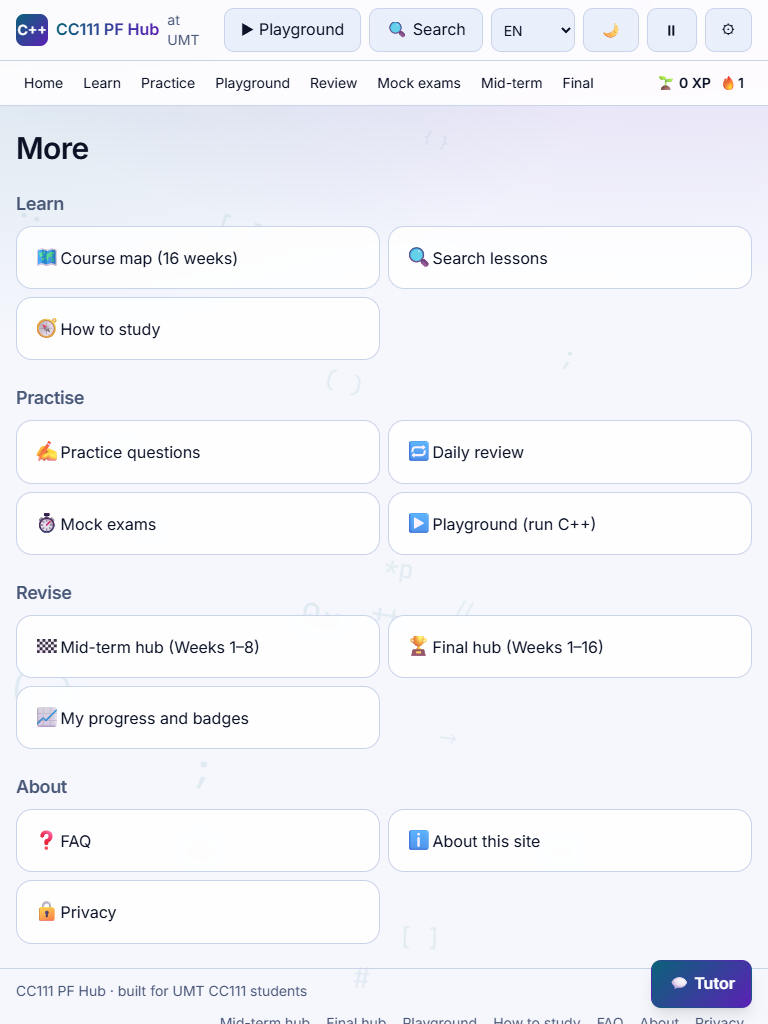 C++ CC111 PF Hub at UMT ▶ Playground 🔍 Search EN 🌙 ⏸ ⚙
Home Learn Practice Playground Review Mock exams Mid-term Final 🌱 0 XP 🔥 1
More
Learn
Course map (16 weeks)
Search lessons
How to study
Practise
Practice questions
Daily review
Mock exams
Playground (run C++)
Revise
Mid-term hub (Weeks 1–8)
Final hub (Weeks 1–16)
My progress and badges
About
FAQ
About this site
Privacy
CC111 PF Hub · built for UMT CC111 students
Tutor
Mid-term hub Final hub Playground How to study FAQ About Privacy